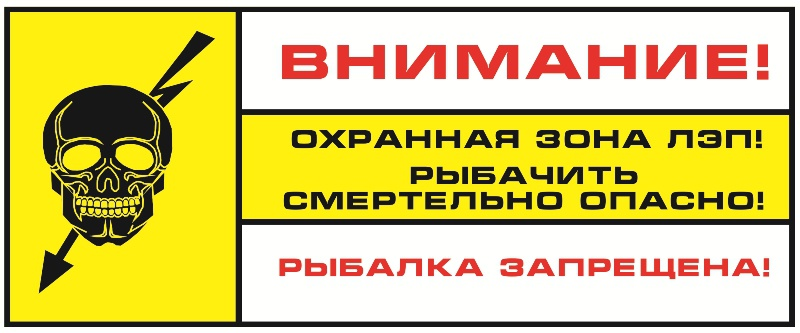 ВНИМАНИЕ!
ОХРАННАЯ ЗОНА ЛЭП!
РЫБАЧИТЬ
СМЕРТЕЛЬНО ОПАСНО!
РЫБАЛКА ЗАПРЕЩЕНА!